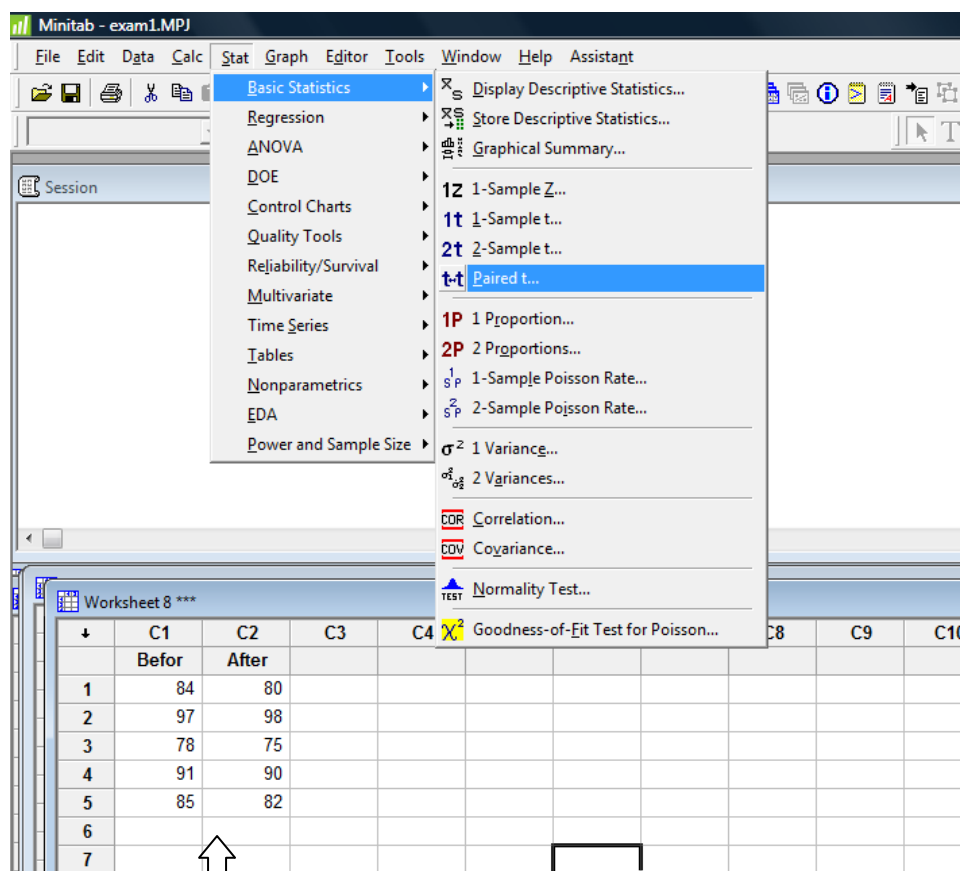 Minitab - exam1.MPJ
File Edit Data Calc Stat Graph Editor Tools Window Help Assistant
Basic Statistics
Regression
ANOVA
DOE
Control Charts
Quality Tools
Reliability/Survival
Multivariate
Time Series
Tables
Nonparametrics
EDA
Power and Sample Size
Display Descriptive Statistics...
Store Descriptive Statistics...
Graphical Summary...
1Z 1-Sample Z...
1t 1-Sample t...
2t 2-Sample t...
t-t Paired t...
1P 1 Proportion...
2P 2 Proportions...
1-Sample Poisson Rate...
2-Sample Poisson Rate...
σ² 1 Variance...
2 Variances...
COR Correlation...
COV Covariance...
TEST Normality Test...
χ² Goodness-of-Fit Test for Poisson...
Session
Worksheet 8 ***
C1 C2 C3 C4 C8 C9 C10
Befor After
1 84 80
2 97 98
3 78 75
4 91 90
5 85 82
6
7